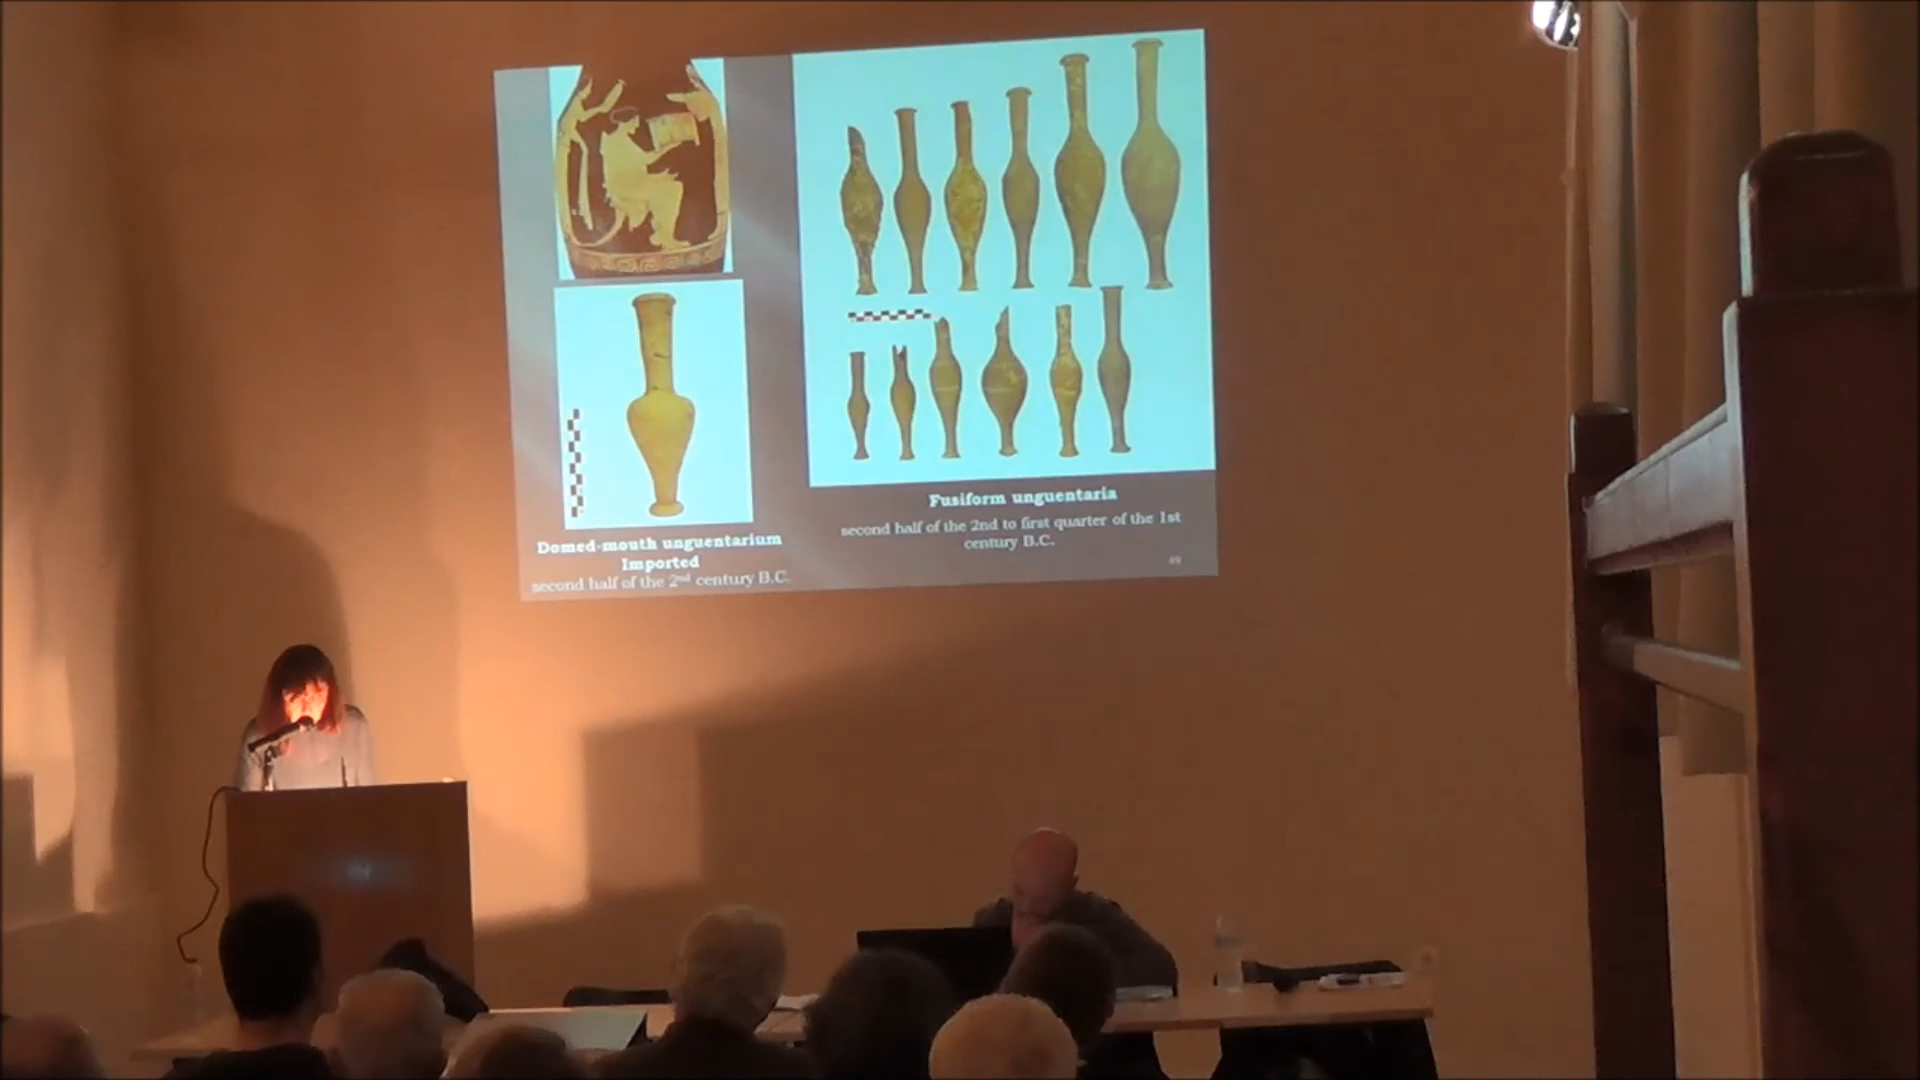 Domed-mouth unguentarium
Imported
second half of the 2nd century B.C.
Fusiform unguentaria
second half of the 2nd to first quarter of the 1st
century B.C.